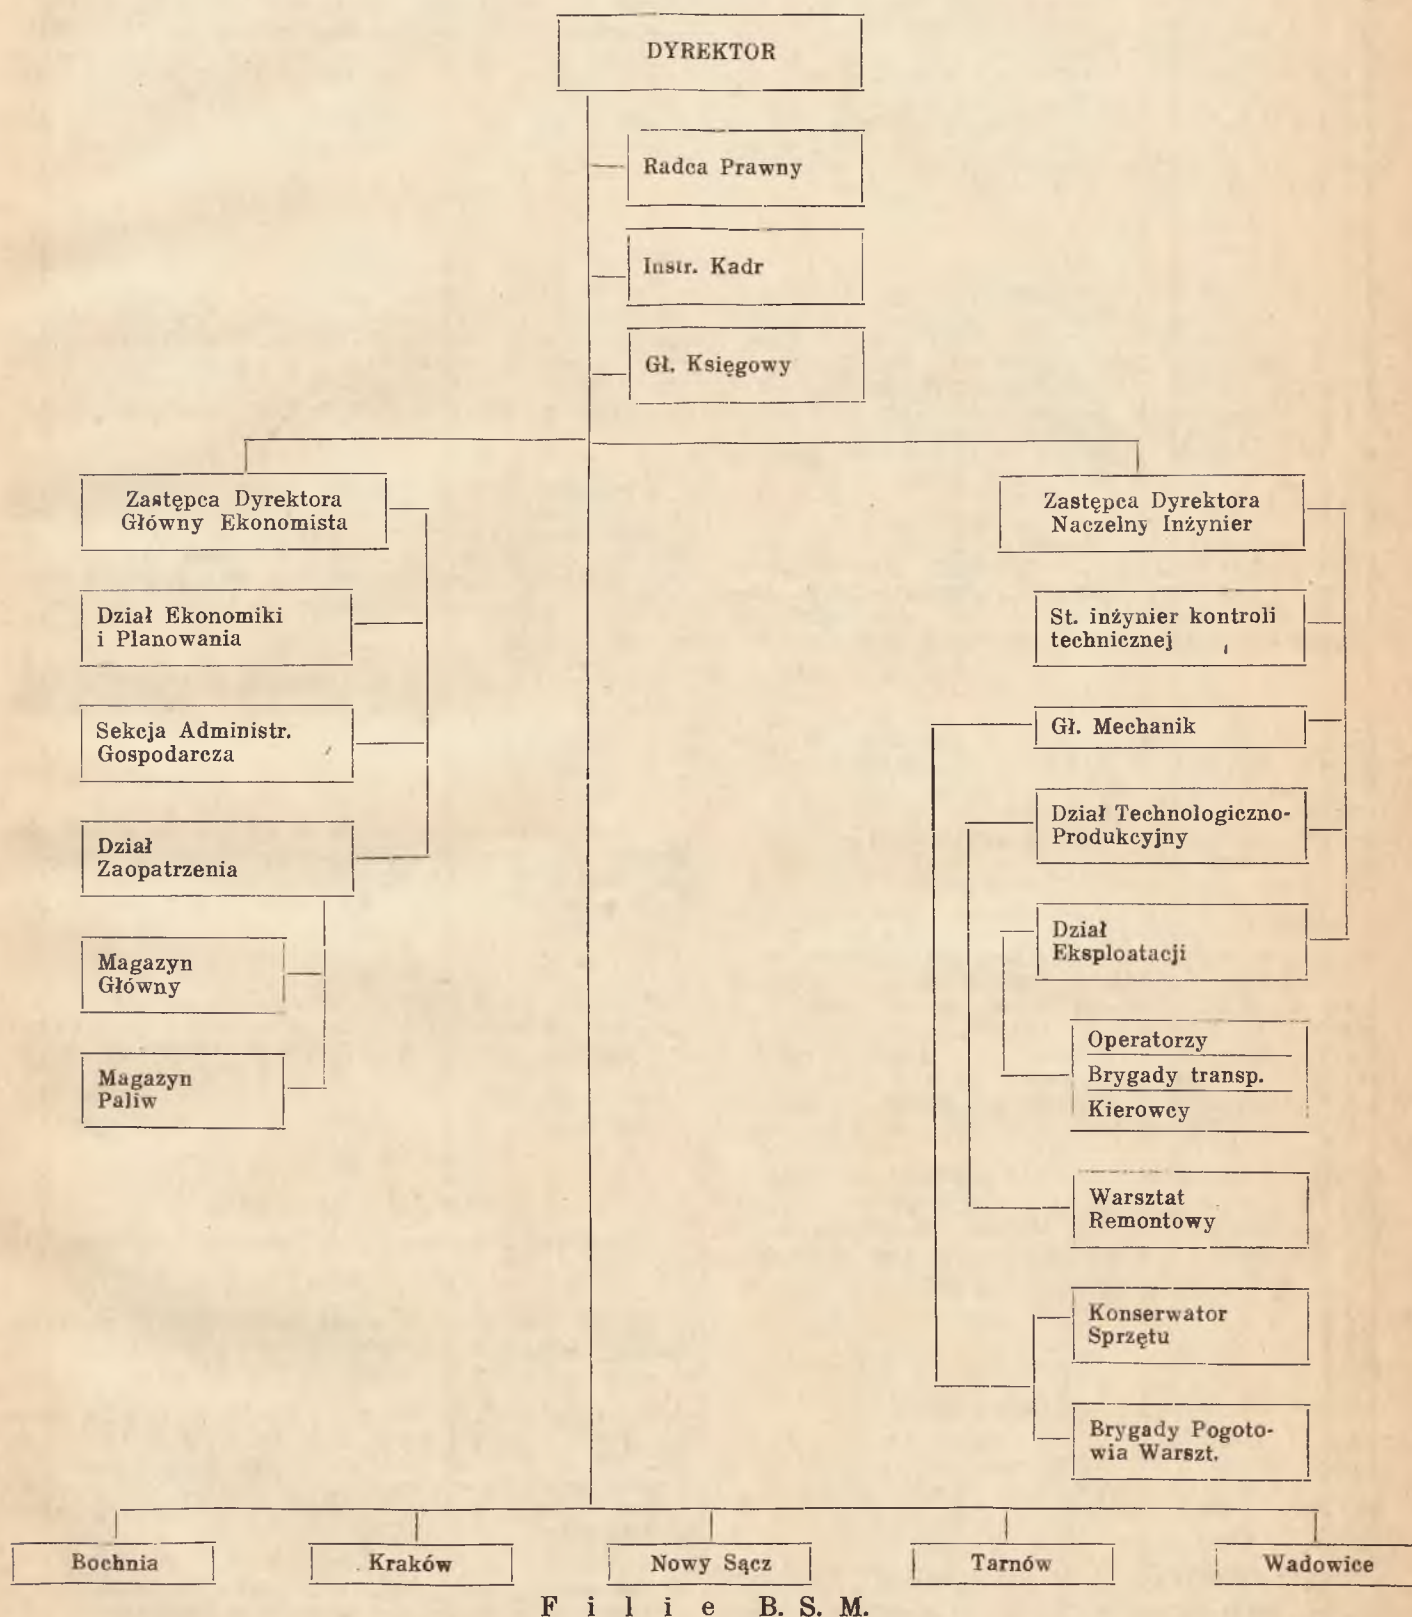 DYREKTOR
Radca Prawny
Instr. Kadr
Gł. Księgowy
Zastępca Dyrektora
Główny Ekonomista
Dział Ekonomiki
i Planowania
Sekcja Administr.
Gospodarcza
Dział
Zaopatrzenia
Magazyn
Główny
Magazyn
Paliw
Zastępca Dyrektora
Naczelny Inżynier
St. inżynier kontroli
technicznej
Gł. Mechanik
Dział Technologiczno-
Produkcyjny
Dział
Eksploatacji
Operatorzy
Brygady transp.
Kierowcy
Warsztat
Remontowy
Konserwator
Sprzętu
Brygady Pogoto-
wia Warszt.
Bochnia
Kraków
Nowy Sącz
Tarnów
Wadowice
Filie B. S. M.